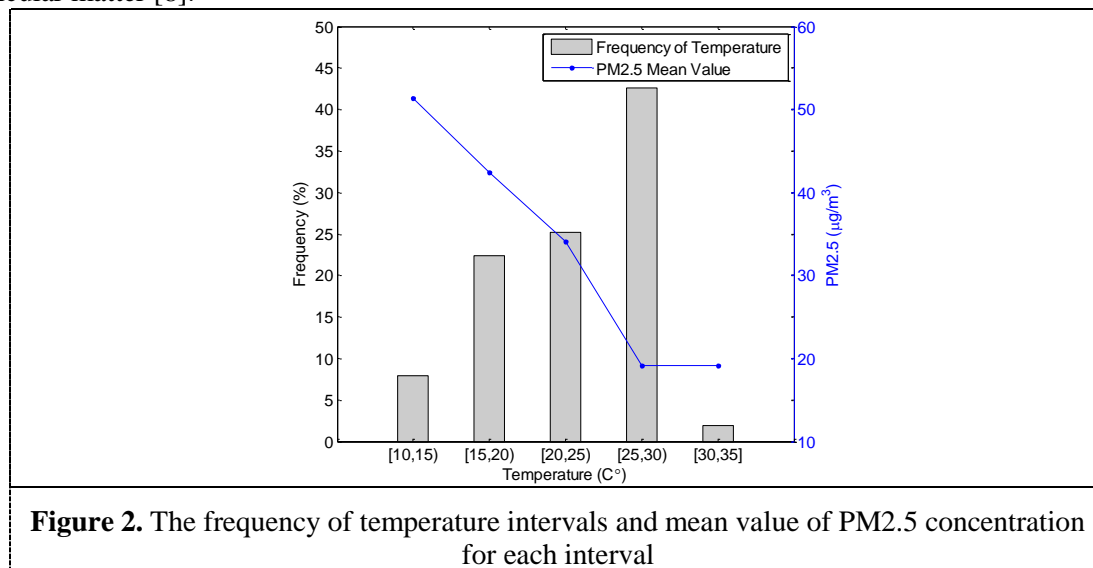 50
45
40
35
30
25
20
15
10
5
0
Frequency (%)
60
50
40
30
20
10
PM2.5 (μg/m³)
Frequency of Temperature
PM2.5 Mean Value
[10,15) [15,20) [20,25) [25,30) [30,35]
Temperature (C°)
Figure 2. The frequency of temperature intervals and mean value of PM2.5 concentration
for each interval